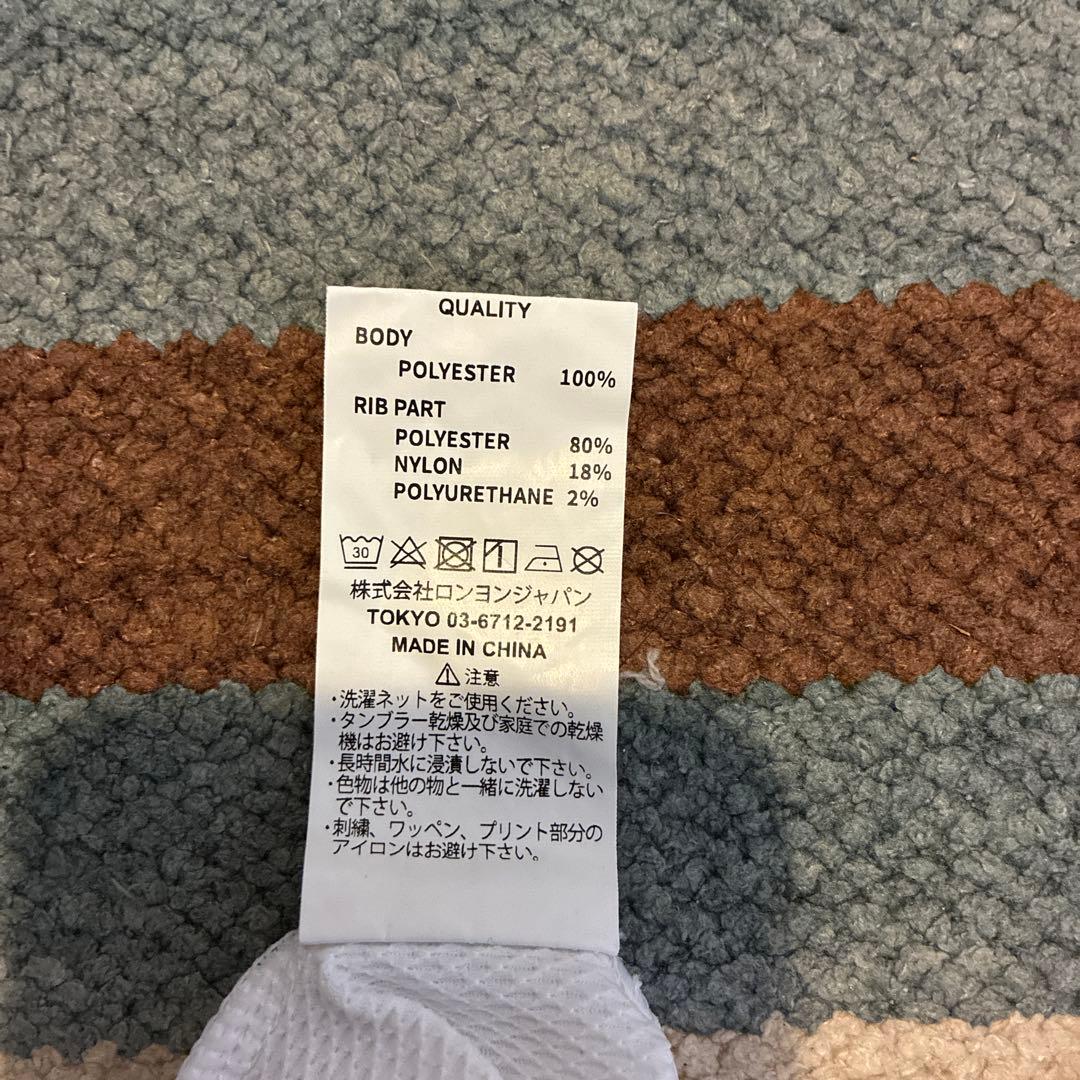 QUALITY
BODY
POLYESTER 100%
RIB PART
POLYESTER 80%
NYLON 18%
POLYURETHANE 2%
30
株式会社ロンヨンジャパン
TOKYO 03-6712-2191
MADE IN CHINA
注意
・洗濯ネットをご使用ください。
・タンブラー乾燥及び家庭での乾燥
機はお避け下さい。
・長時間水に浸漬しないで下さい。
・色物は他の物と一緒に洗濯しない
で下さい。
・刺繍、ワッペン、プリント部分の
アイロンはお避け下さい。